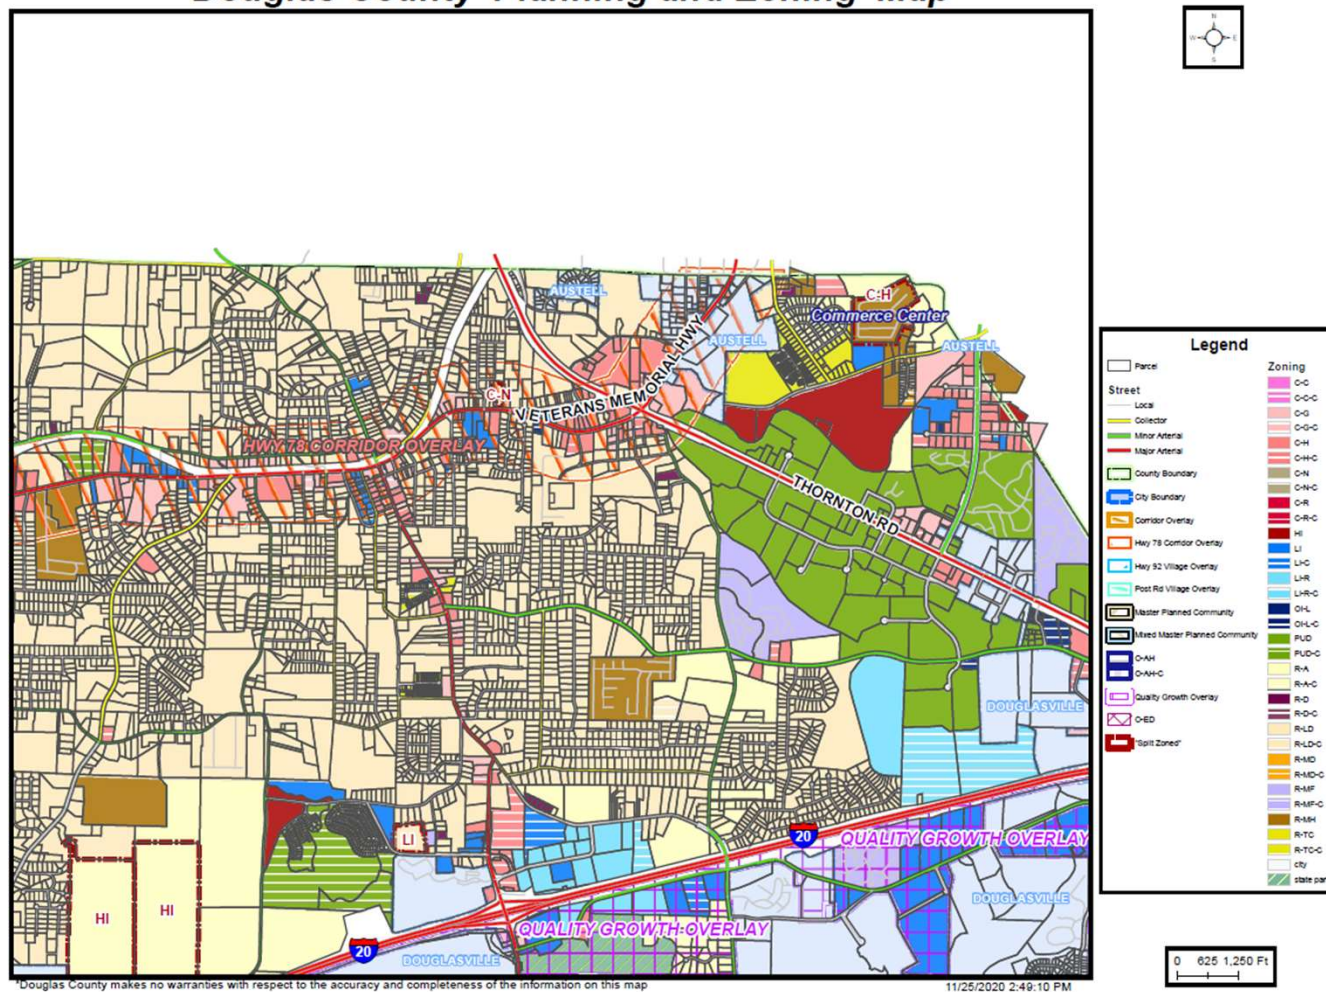 Douglas County Planning and Zoning Map
N
W
E
S
AUSTELL
C-H
Commerce Center
AUSTELL
AUSTELL
C-N
VETERANS MEMORIAL HWY
HWY 78 CORRIDOR OVERLAY
THORNTON RD
DOUGLASVILLE
LI
20
QUALITY GROWTH OVERLAY
HI
HI
DOUGLASVILLE
QUALITY GROWTH OVERLAY
20
DOUGLASVILLE
Legend
Parcel
Street
Local
Collector
Minor Arterial
Major Arterial
County Boundary
City Boundary
Corridor Overlay
Hwy 78 Corridor Overlay
Hwy 92 Village Overlay
Post Rd Village Overlay
Master Planned Community
Mixed Master Planned Community
C-AH
C-AH-C
Quality Growth Overlay
C-ED
"Split Zoned"
Zoning
C-C
C-C-C
C-G
C-G-C
C-H
C-H-C
C-N
C-N-C
C-R
C-R-C
HI
LI
LI-C
LI-R
LI-R-C
OI-L
OI-L-C
PUD
PUD-C
R-A
R-A-C
R-D
R-D-C
R-LD
R-LD-C
R-MD
R-MD-C
R-MF
R-MF-C
R-MH
R-TC
R-TC-C
city
state par
0 625 1,250 Ft
*Douglas County makes no warranties with respect to the accuracy and completeness of the information on this map
11/25/2020 2:49:10 PM